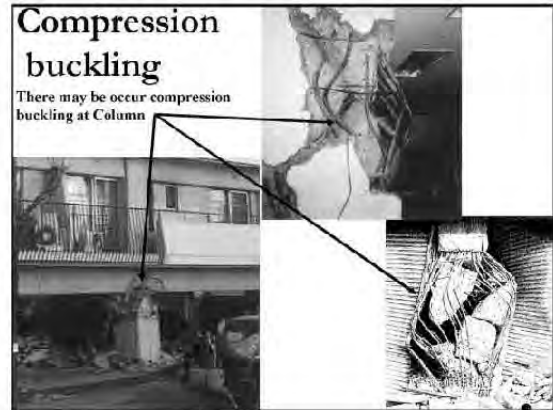 Compression
buckling
There may be occur compression
buckling at Column